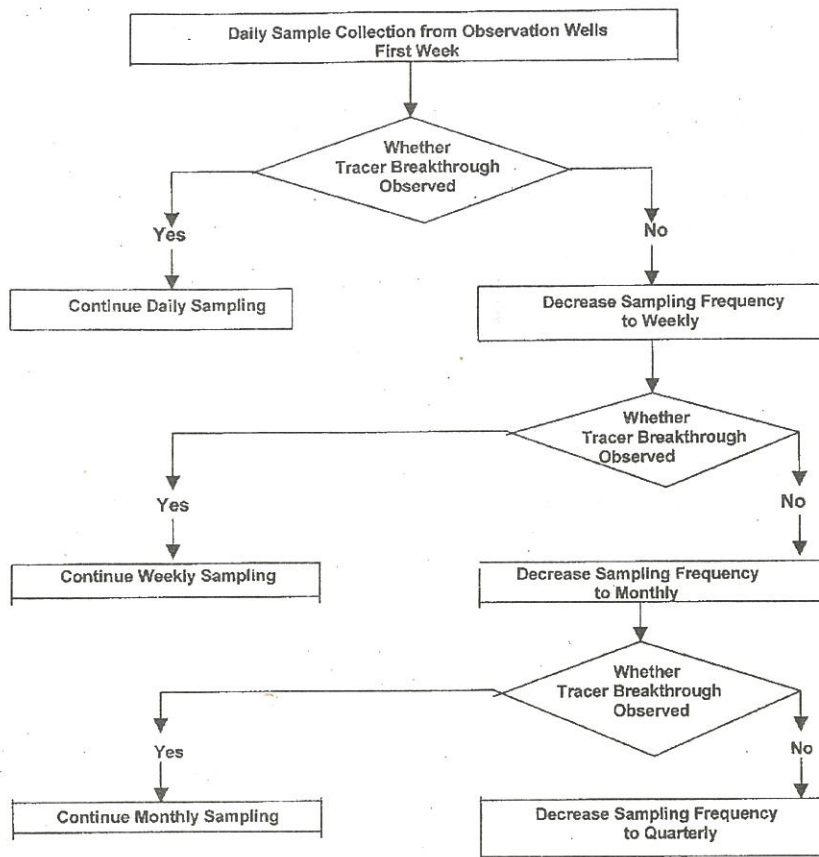 Daily Sample Collection from Observation Wells
First Week
Whether
Tracer Breakthrough
Observed
Yes
No
Continue Daily Sampling
Decrease Sampling Frequency
to Weekly
Whether
Tracer Breakthrough
Observed
Yes
No
Continue Weekly Sampling
Decrease Sampling Frequency
to Monthly
Whether
Tracer Breakthrough
Observed
Yes
No
Continue Monthly Sampling
Decrease Sampling Frequency
to Quarterly